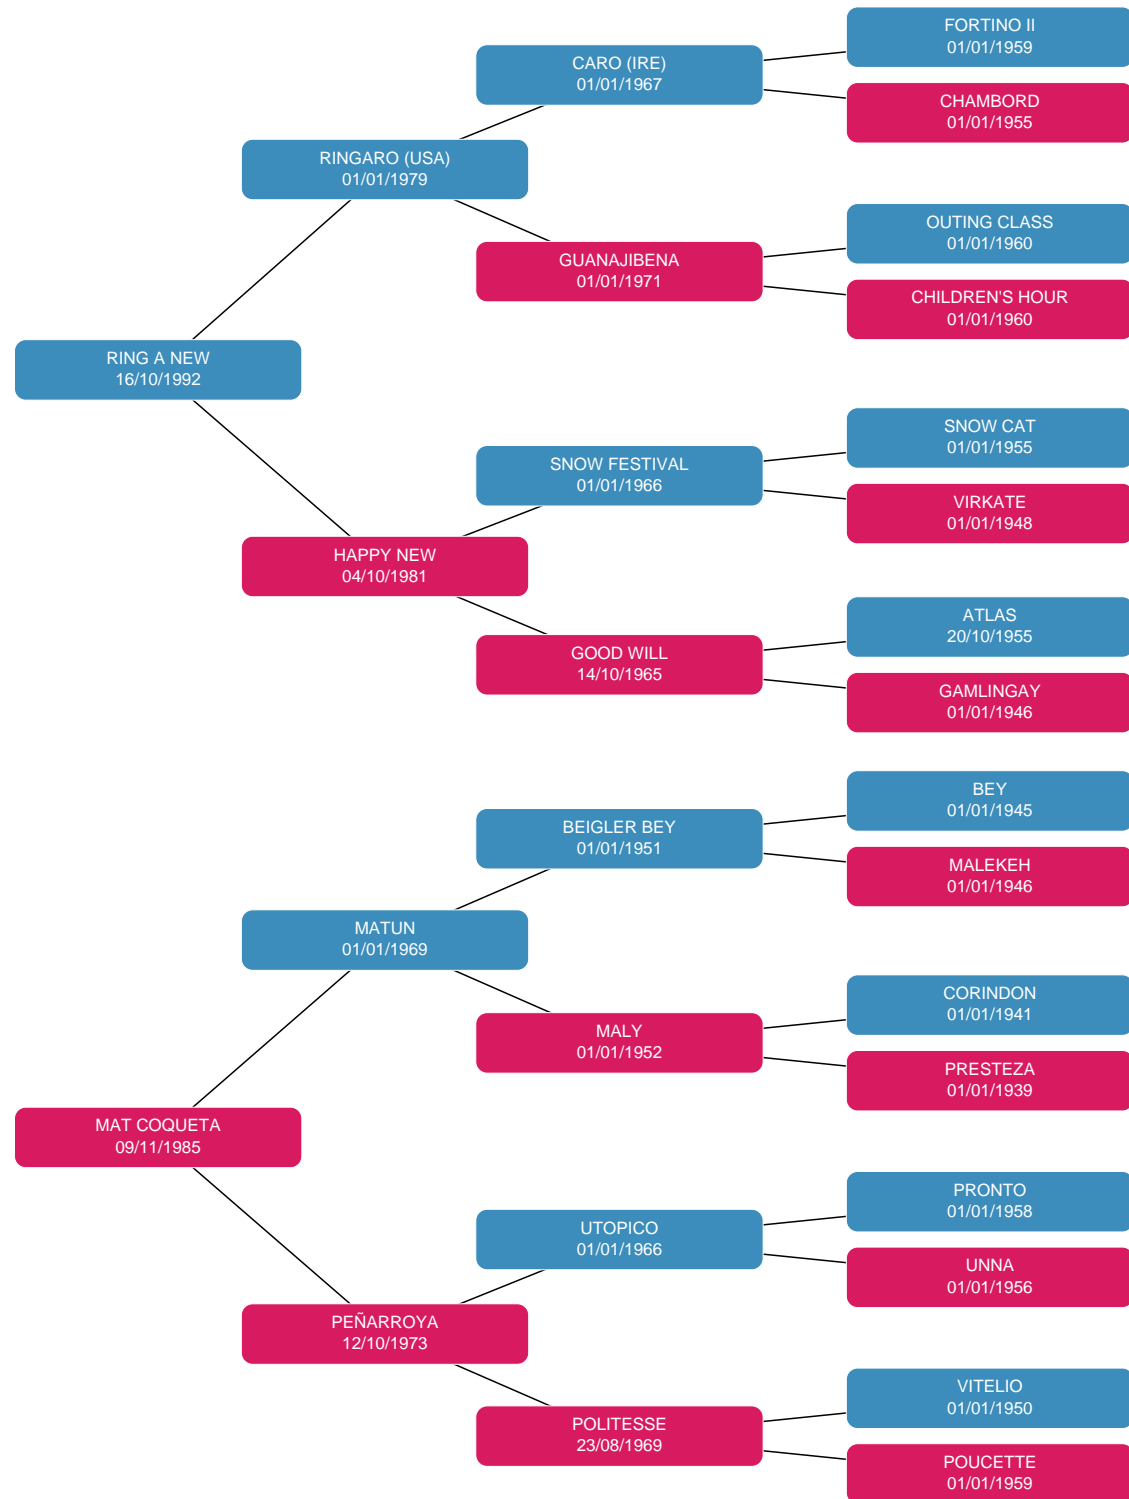 FORTINO II
01/01/1959
CARO (IRE)
01/01/1967
CHAMBORD
01/01/1955
RINGARO (USA)
01/01/1979
OUTING CLASS
01/01/1960
GUANAJIBENA
01/01/1971
CHILDREN'S HOUR
01/01/1960
RING A NEW
16/10/1992
SNOW CAT
01/01/1955
SNOW FESTIVAL
01/01/1966
VIRKATE
01/01/1948
HAPPY NEW
04/10/1981
ATLAS
20/10/1955
GOOD WILL
14/10/1965
GAMLINGAY
01/01/1946
BEY
01/01/1945
BEIGLER BEY
01/01/1951
MALEKEH
01/01/1946
MATUN
01/01/1969
CORINDON
01/01/1941
MALY
01/01/1952
PRESTEZA
01/01/1939
MAT COQUETA
09/11/1985
PRONTO
01/01/1958
UTOPICO
01/01/1966
UNNA
01/01/1956
PEÑARROYA
12/10/1973
VITELIO
01/01/1950
POLITESSE
23/08/1969
POUCETTE
01/01/1959